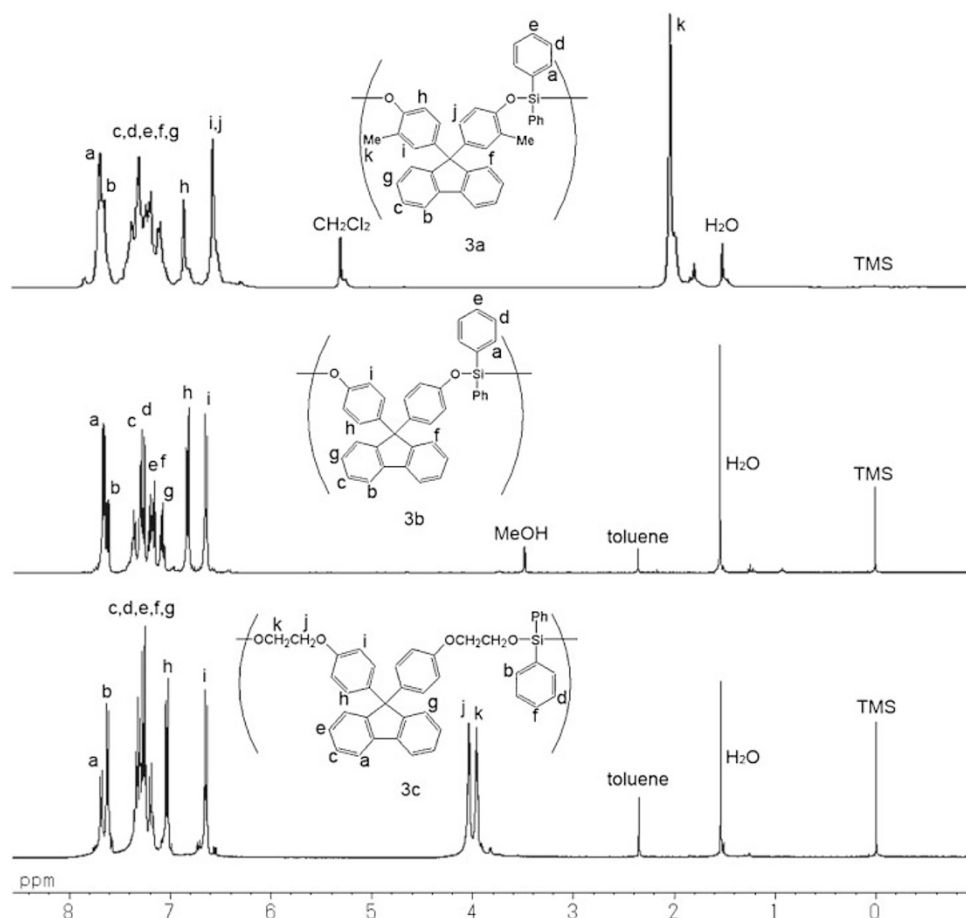 k
e
d
a
O
h
j
O
Si
Ph
Me
Me
i
k
f
g
c
b
3a
a
b
c,d,e,f,g
h
i,j
CH2Cl2
H2O
TMS
e
d
a
O
i
O
Si
Ph
h
f
g
c
b
3b
a
b
c
d
e
f
g
h
i
MeOH
toluene
H2O
TMS
k
j
OCH2CH2O
i
OCH2CH2O
Si
Ph
b
d
f
h
g
e
c
a
3c
a
b
c,d,e,f,g
h
i
j
k
toluene
H2O
TMS
ppm
8 7 6 5 4 3 2 1 0